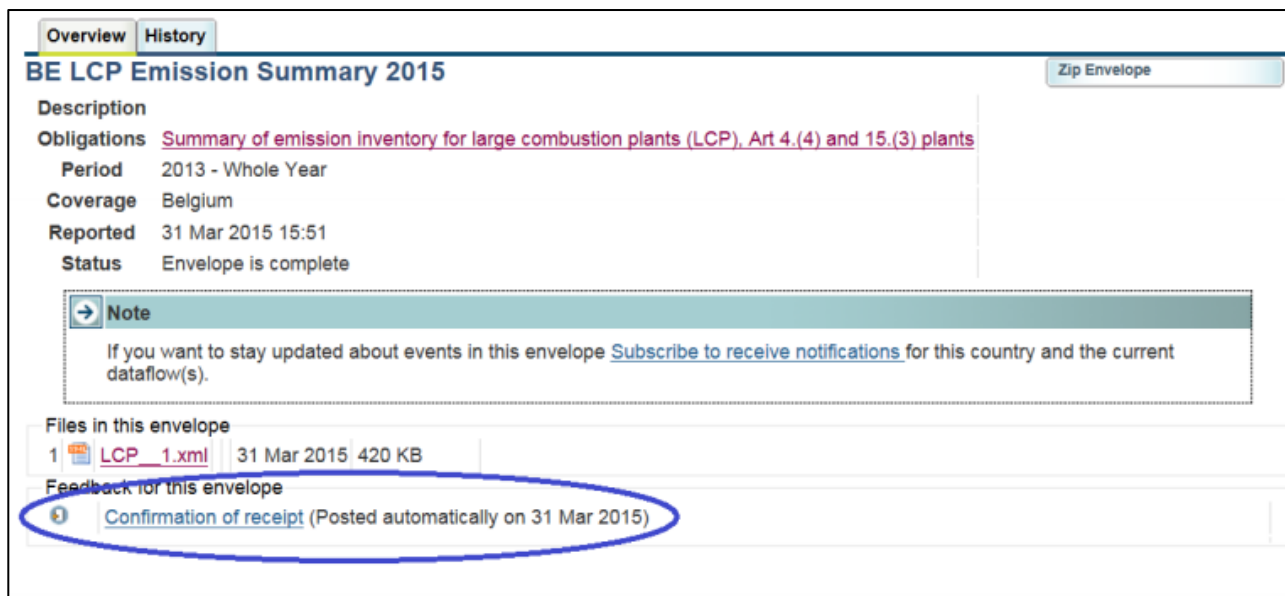 Overview History
BE LCP Emission Summary 2015
Zip Envelope
Description
Obligations Summary of emission inventory for large combustion plants (LCP), Art 4.(4) and 15.(3) plants
Period 2013 - Whole Year
Coverage Belgium
Reported 31 Mar 2015 15:51
Status Envelope is complete
Note
If you want to stay updated about events in this envelope Subscribe to receive notifications for this country and the current
dataflow(s).
Files in this envelope
1 LCP__1.xml 31 Mar 2015 420 KB
Feedback for this envelope
Confirmation of receipt (Posted automatically on 31 Mar 2015)